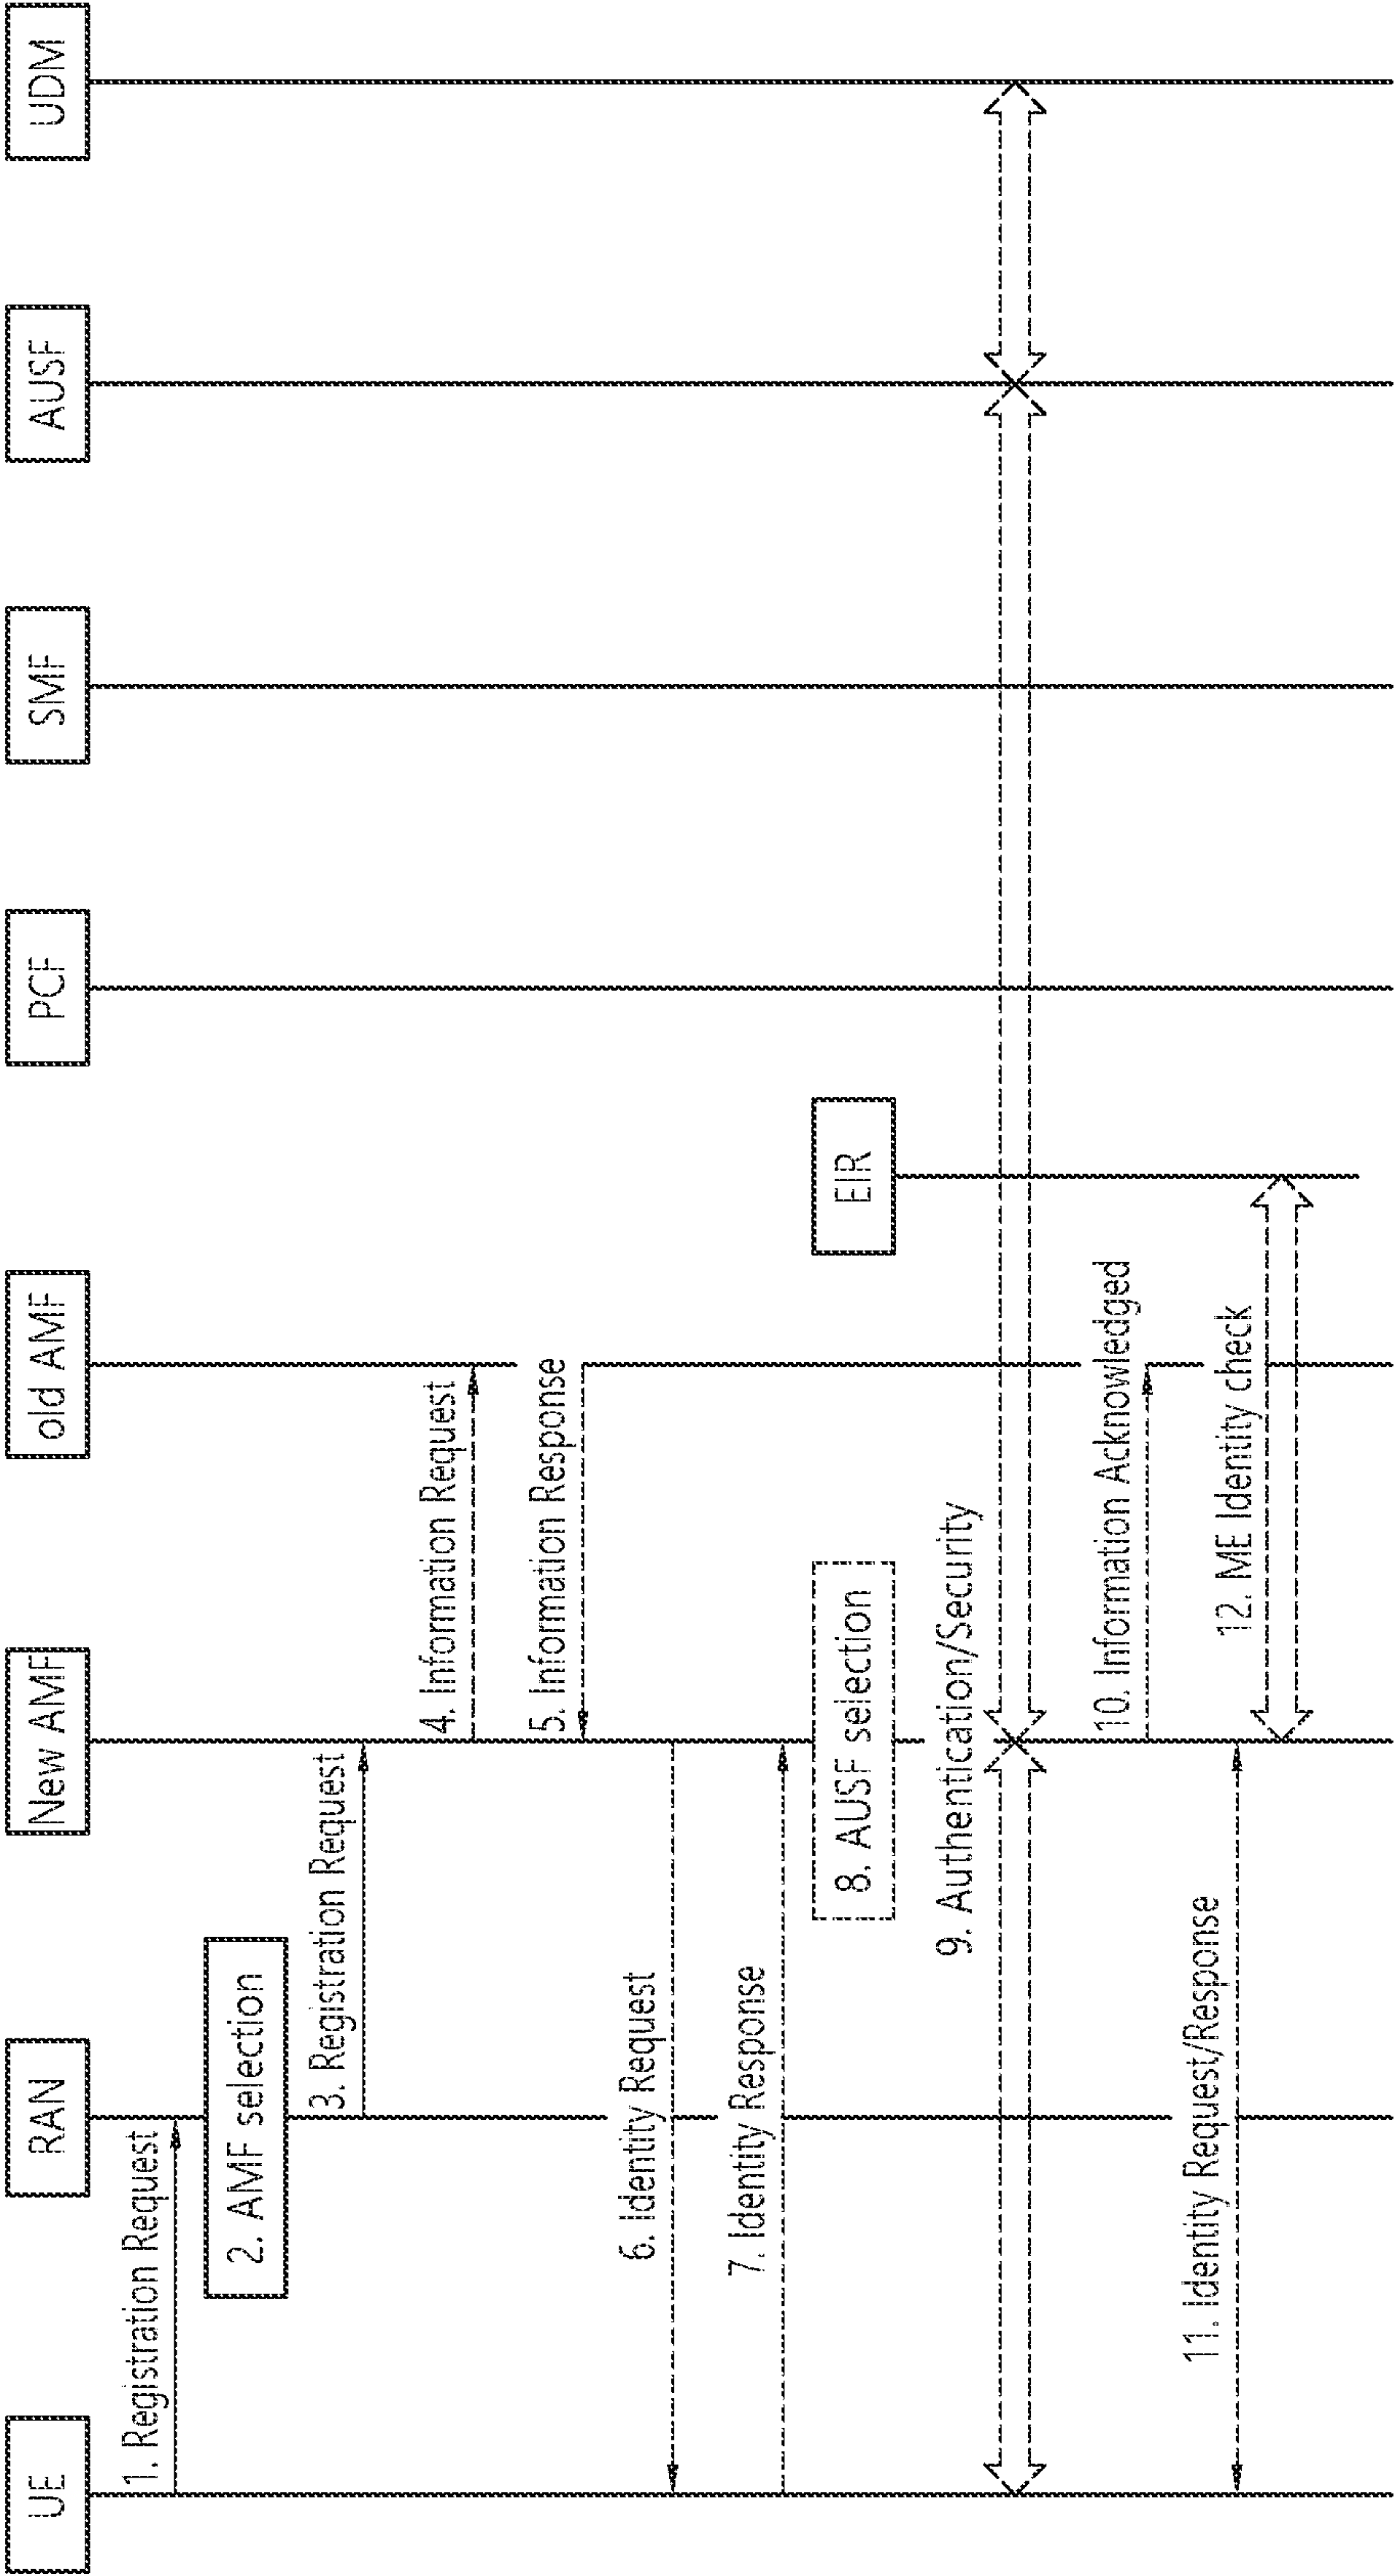 UE
RAN
New AMF
old AMF
PCF
SMF
AUSF
UDM
1. Registration Request
2. AMF selection
3. Registration Request
4. Information Request
5. Information Response
6. Identity Request
7. Identity Response
8. AUSF selection
EIR
9. Authentication/Security
10. Information Acknowledged
11. Identity Request/Response
12. ME Identity check